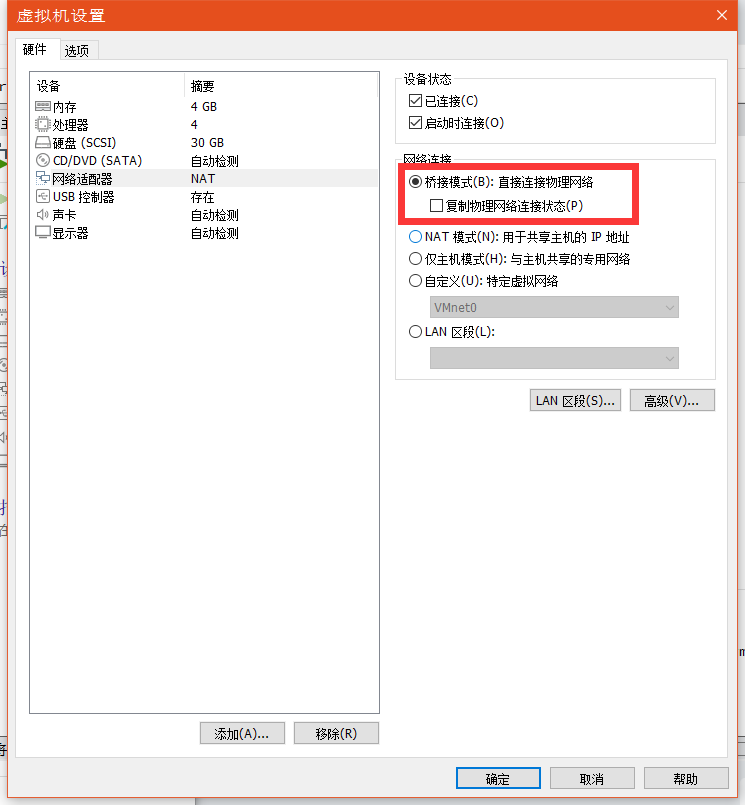 虚拟机设置
硬件 选项
设备 摘要
内存 4 GB
处理器 4
硬盘 (SCSI) 30 GB
CD/DVD (SATA) 自动检测
网络适配器 NAT
USB 控制器 存在
声卡 自动检测
显示器 自动检测
添加(A)... 移除(R)
设备状态
已连接(C)
启动时连接(O)
网络连接
桥接模式(B): 直接连接物理网络
复制物理网络连接状态(P)
NAT 模式(N): 用于共享主机的 IP 地址
仅主机模式(H): 与主机共享的专用网络
自定义(U): 特定虚拟网络
VMnet0
LAN 区段(L):
LAN 区段(S)... 高级(V)...
确定 取消 帮助